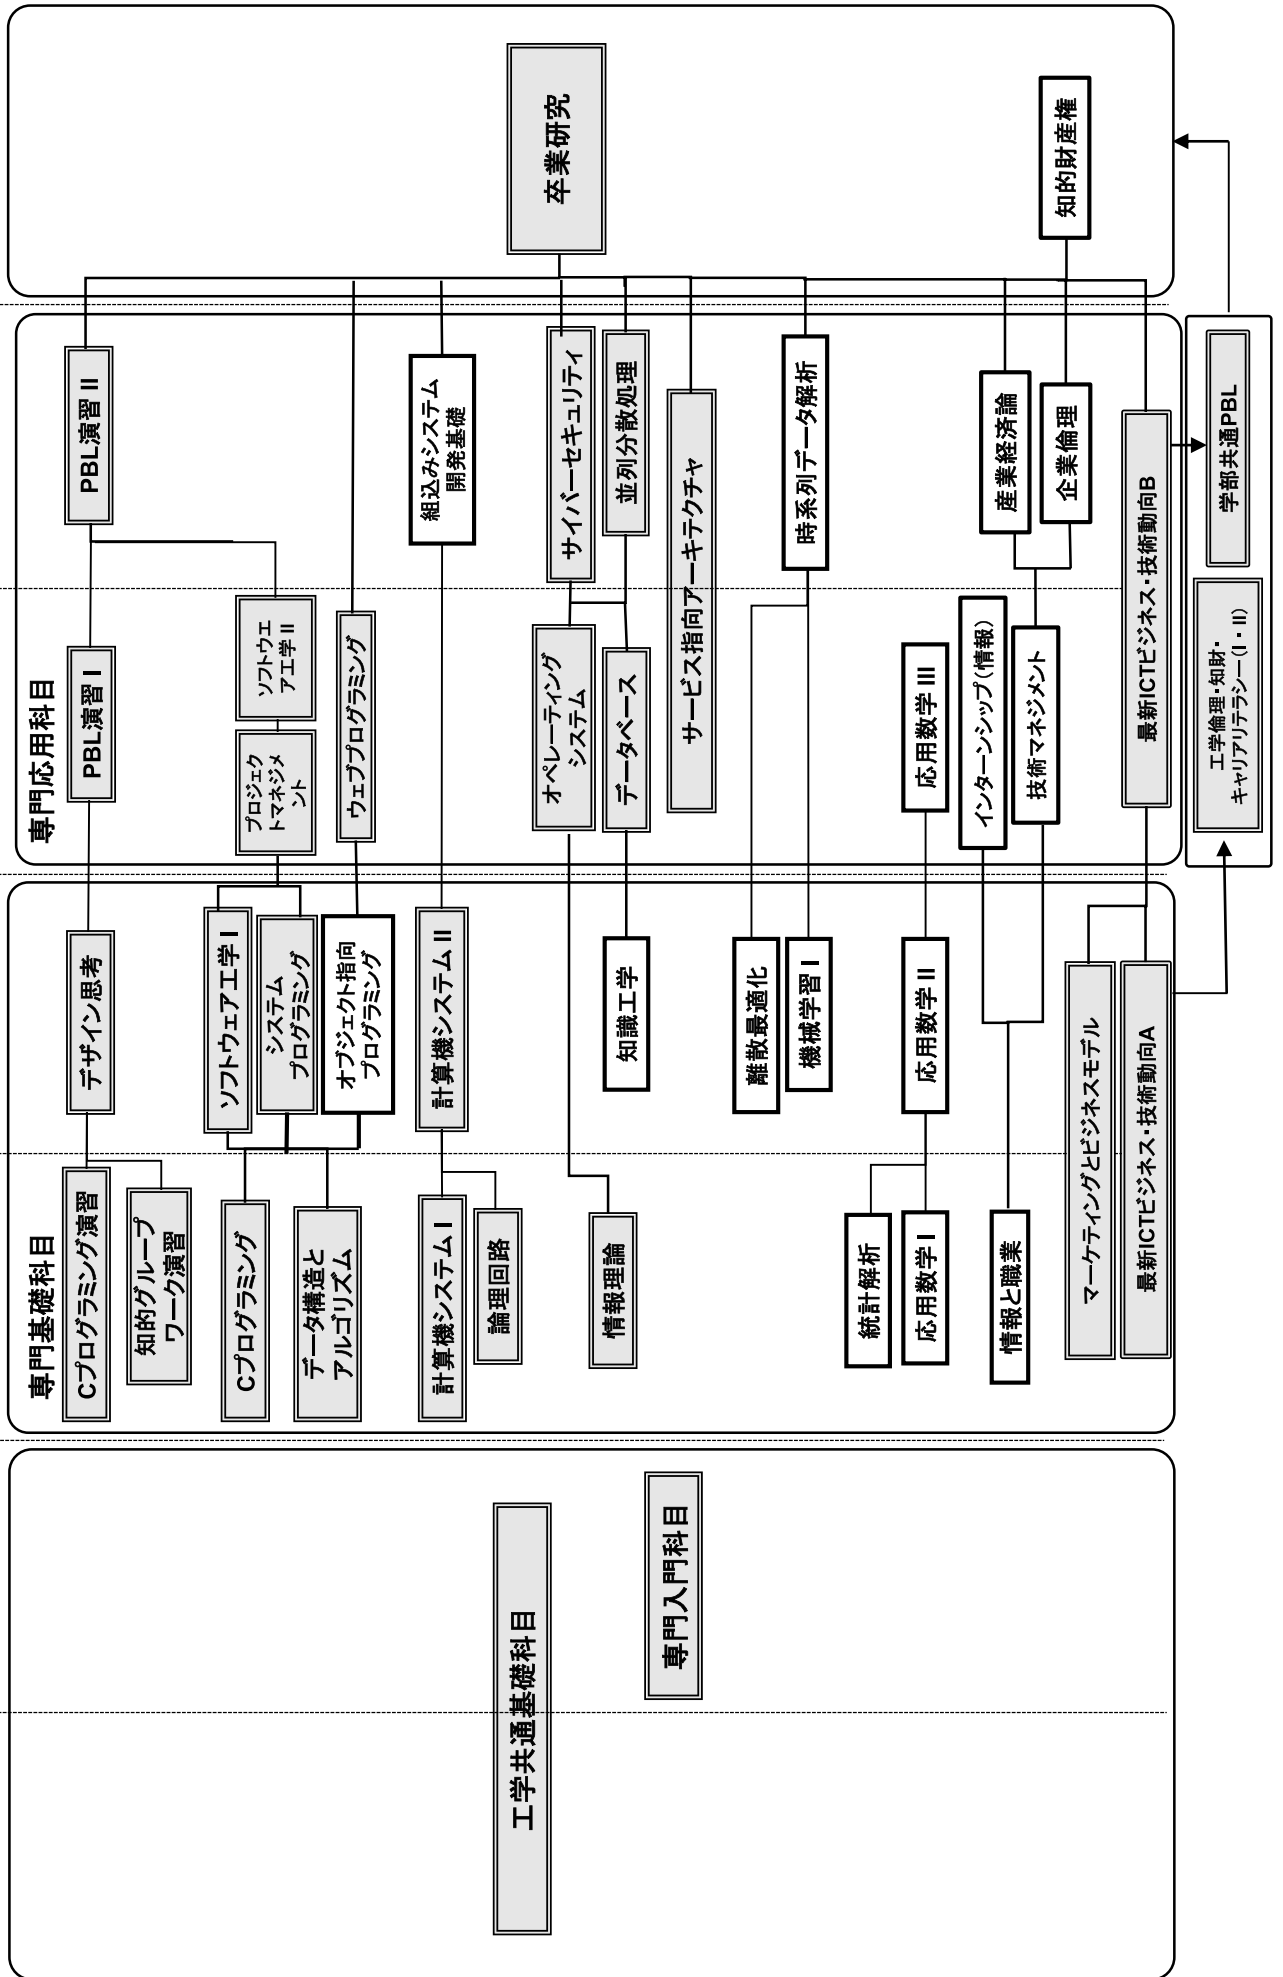 工学共通基礎科目
専門入門科目
専門基礎科目
Cプログラミング演習
知的グループ
ワーク演習
Cプログラミング
データ構造と
アルゴリズム
計算機システム I
論理回路
情報理論
統計解析
応用数学 I
情報と職業
マーケティングとビジネスモデル
最新ICTビジネス・技術動向A
デザイン思考
ソフトウェア工学 I
システム
プログラミング
オブジェクト指向
プログラミング
計算機システム II
知識工学
離散最適化
機械学習 I
応用数学 II
専門応用科目
PBL演習 I
プロジェク
トマネジメ
ント
ソフトウエ
ア工学 II
ウェブプログラミング
オペレーティング
システム
データベース
サービス指向アーキテクチャ
応用数学 III
インターンシップ(情報)
技術マネジメント
最新ICTビジネス・技術動向B
工学倫理・知財・
キャリアリテラシー(I・II)
PBL演習 II
組込みシステム
開発基礎
サイバーセキュリティ
並列分散処理
時系列データ解析
産業経済論
企業倫理
学部共通PBL
卒業研究
知的財産権